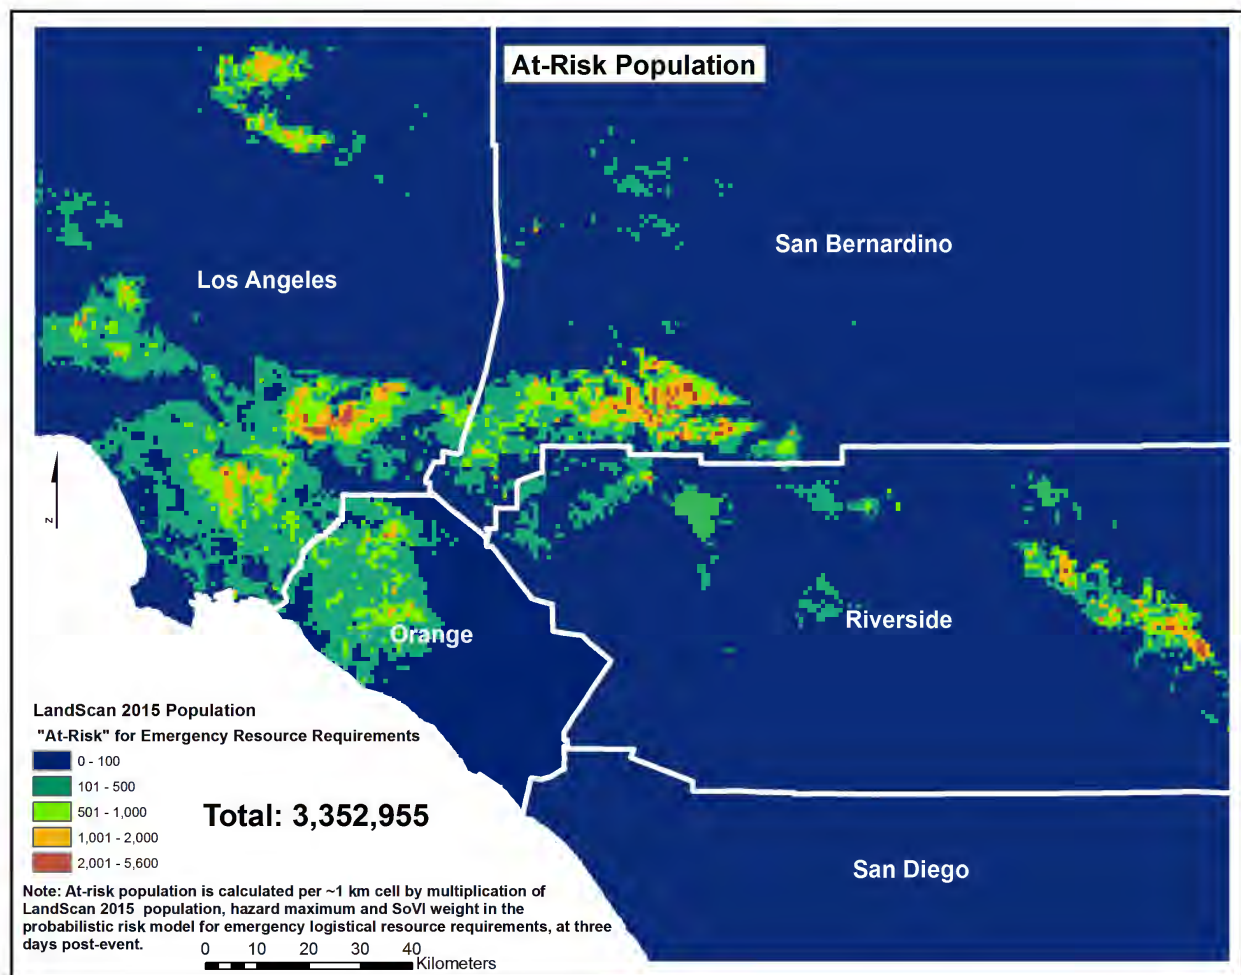 At-Risk Population
San Bernardino
Los Angeles
N
Riverside
Orange
LandScan 2015 Population
"At-Risk" for Emergency Resource Requirements
0 - 100
101 - 500
501 - 1,000
1,001 - 2,000
2,001 - 5,600
Total: 3,352,955
San Diego
Note: At-risk population is calculated per ~1 km cell by multiplication of
LandScan 2015 population, hazard maximum and SoVI weight in the
probabilistic risk model for emergency logistical resource requirements, at three
days post-event.
0 10 20 30 40
Kilometers